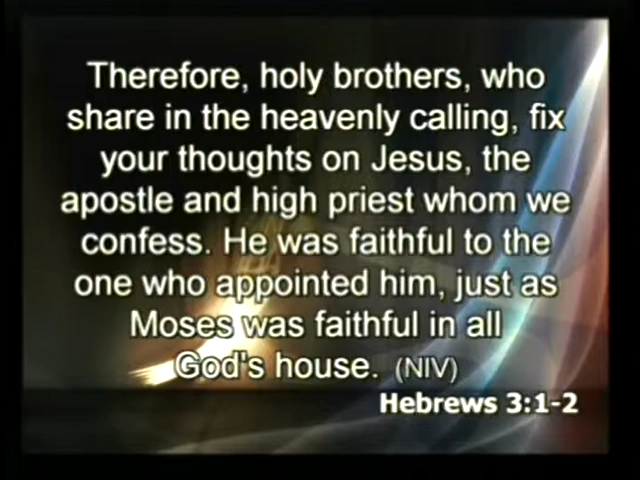 Therefore, holy brothers, who
share in the heavenly calling, fix
your thoughts on Jesus, the
apostle and high priest whom we
confess. He was faithful to the
one who appointed him, just as
Moses was faithful in all
God's house. (NIV)
Hebrews 3:1-2